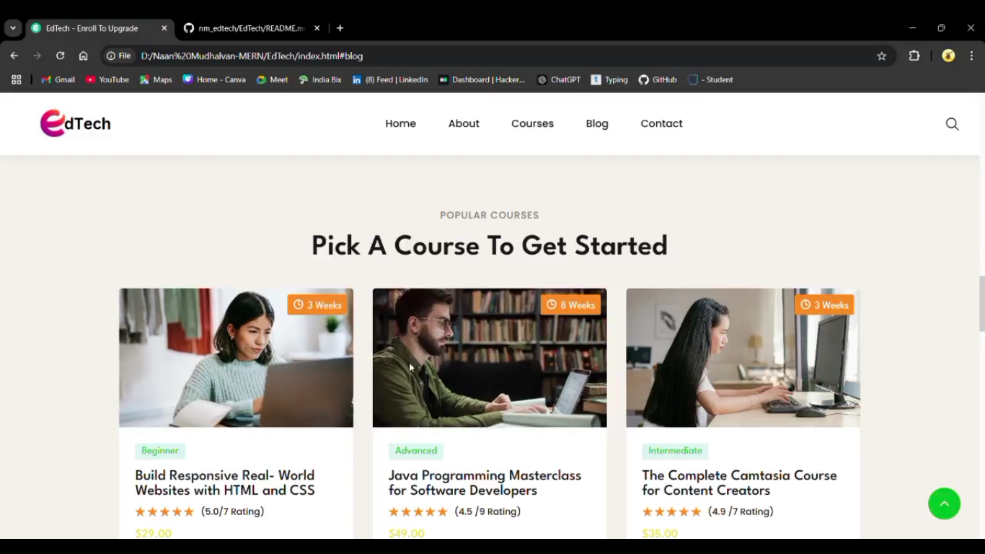 EdTech - Enroll To Upgrade
nm_edtech/EdTech/README.m
File
D:/Naan%20Mudhalvan-MERN/EdTech/index.html#blog
Gmail
YouTube
Maps
Home - Canva
Meet
India Bix
(8) Feed | LinkedIn
Dashboard | Hacker...
ChatGPT
Typing
GitHub
- Student
EdTech
Home
About
Courses
Blog
Contact
POPULAR COURSES
Pick A Course To Get Started
3 Weeks
8 Weeks
3 Weeks
Beginner
Build Responsive Real- World
Websites with HTML and CSS
(5.0/7 Rating)
$29.00
Advanced
Java Programming Masterclass
for Software Developers
(4.5 /9 Rating)
$49.00
Intermediate
The Complete Camtasia Course
for Content Creators
(4.9 /7 Rating)
$35.00